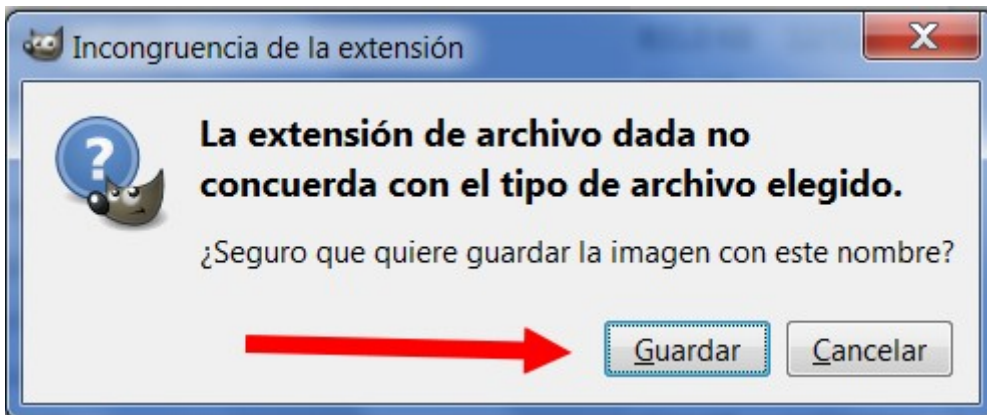 Incongruencia de la extensión
La extensión de archivo dada no
concuerda con el tipo de archivo elegido.
¿Seguro que quiere guardar la imagen con este nombre?
Guardar
Cancelar